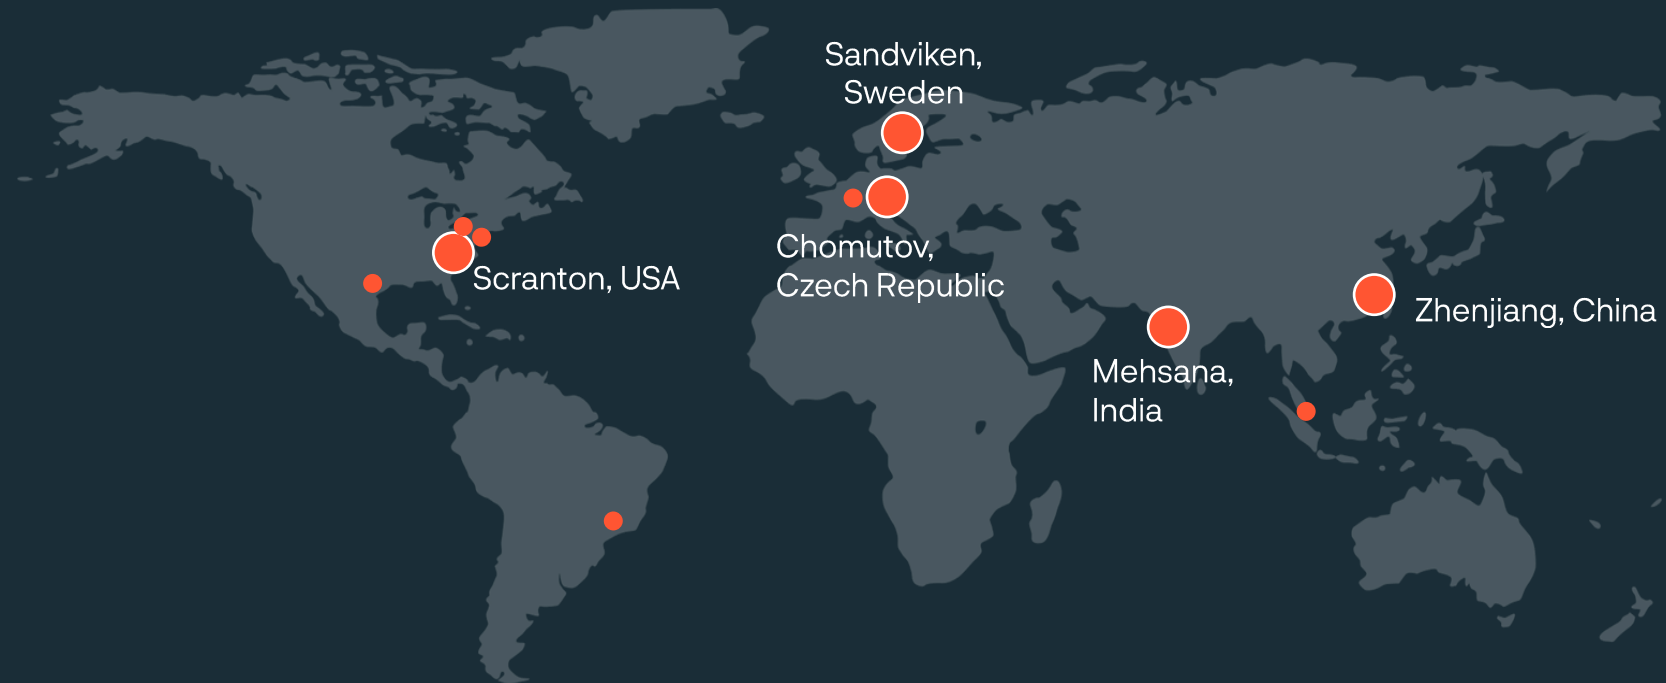 Sandviken,
Sweden
Chomutov,
Czech Republic
Scranton, USA
Zhenjiang, China
Mehsana,
India